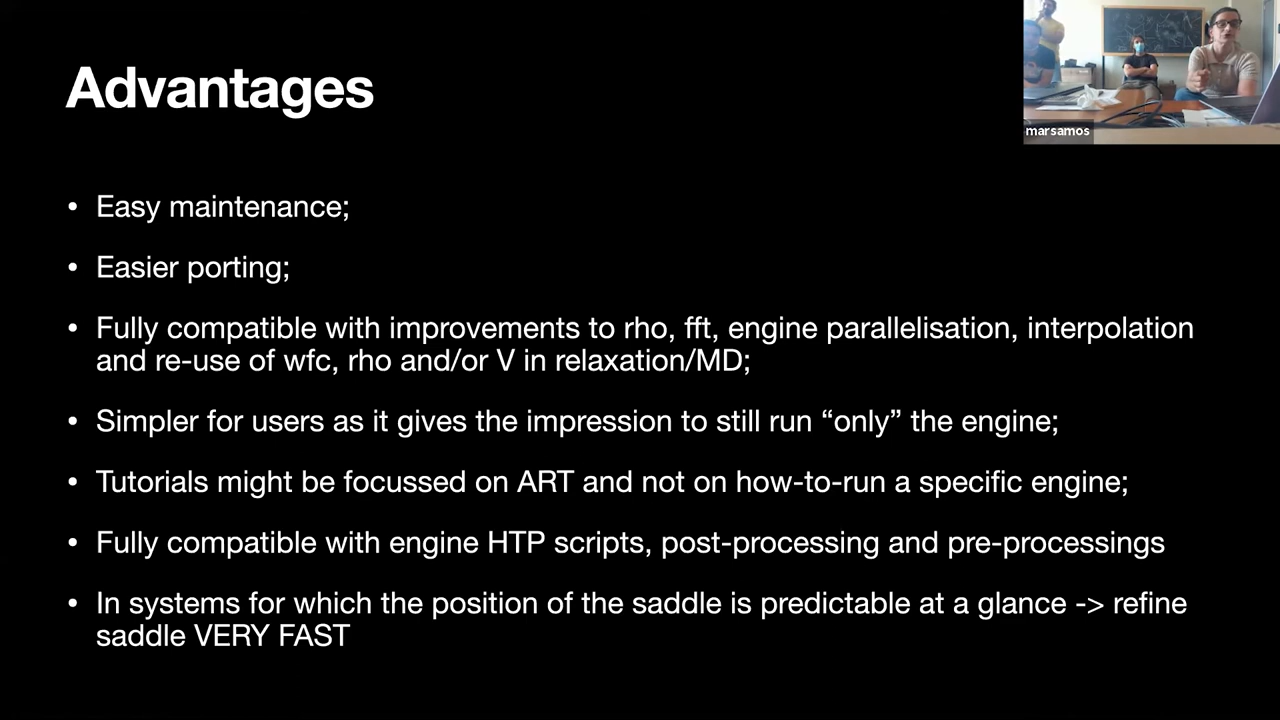 Advantages
marsamos
• Easy maintenance;
• Easier porting;
• Fully compatible with improvements to rho, fft, engine parallelisation, interpolation
and re-use of wfc, rho and/or V in relaxation/MD;
• Simpler for users as it gives the impression to still run “only” the engine;
• Tutorials might be focussed on ART and not on how-to-run a specific engine;
• Fully compatible with engine HTP scripts, post-processing and pre-processings
• In systems for which the position of the saddle is predictable at a glance -> refine
saddle VERY FAST